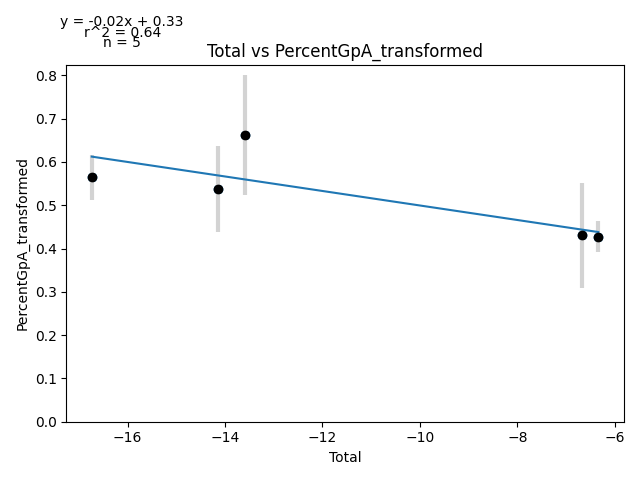 y = -0.02x + 0.33
r^2 = 0.64
n = 5
Total vs PercentGpA_transformed
0.8
0.7
0.6
0.5
0.4
0.3
0.2
0.1
0.0
PercentGpA_transformed
−16
−14
−12
−10
−8
−6
Total